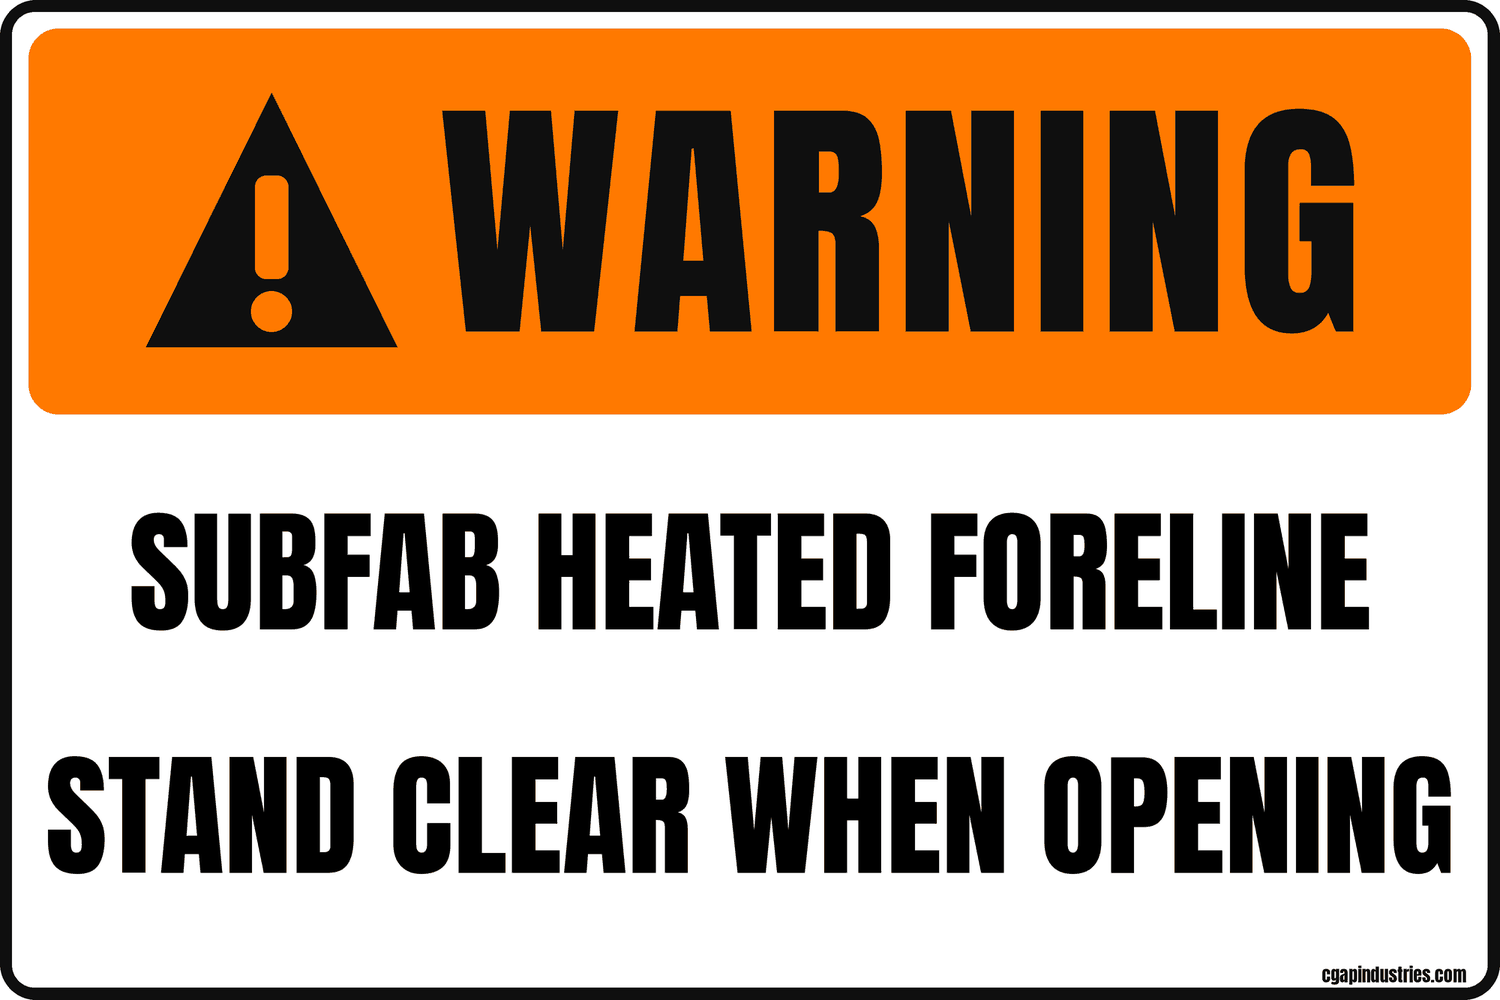 WARNING
SUBFAB HEATED FORELINE
STAND CLEAR WHEN OPENING
cgapindustries.com